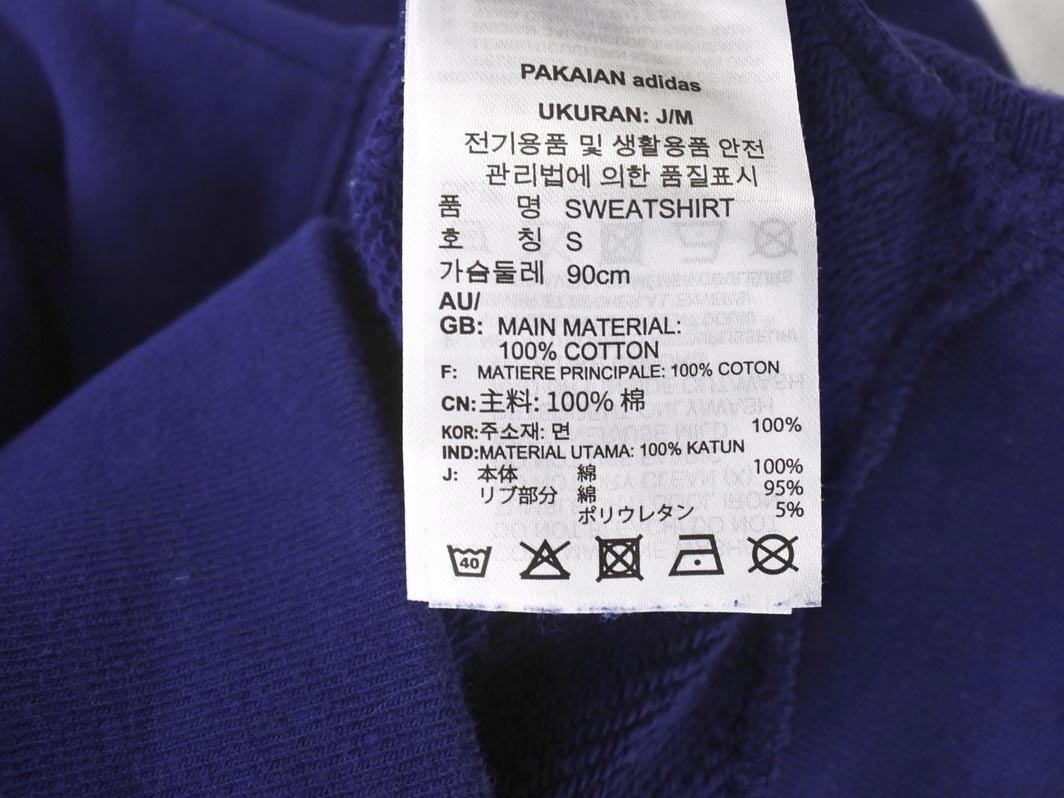 PAKAIAN adidas
UKURAN: J/M
전기용품 및 생활용품 안전
관리법에 의한 품질표시
품 명 SWEATSHIRT
호 칭 S
가슴둘레 90cm
AU/
GB: MAIN MATERIAL:
100% COTTON
F: MATIERE PRINCIPALE: 100% COTON
CN: 主料: 100% 棉
KOR: 주소재: 면 100%
IND: MATERIAL UTAMA: 100% KATUN
J: 本体 綿 100%
リブ部分 綿 95%
ポリウレタン 5%
40